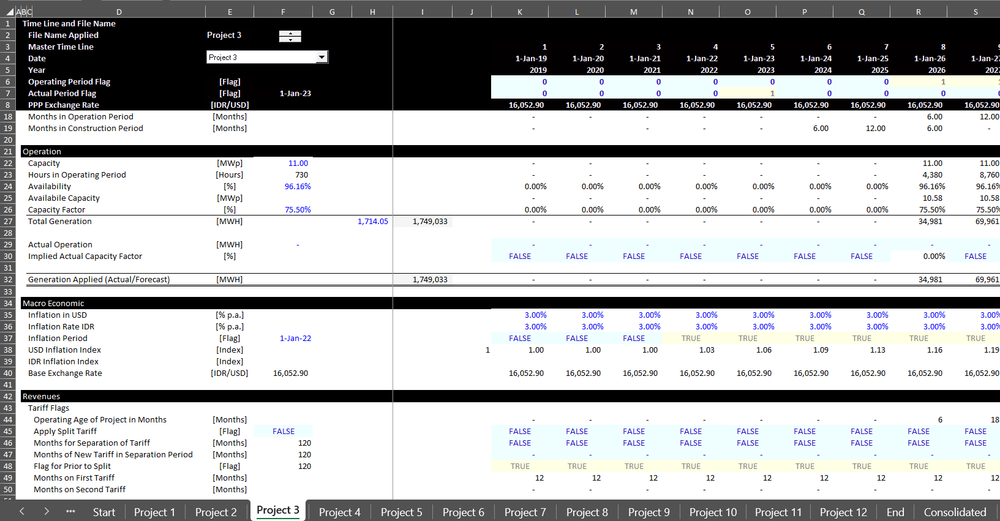 A B C D E F G H I J K L M N O P Q R S
1 Time Line and File Name
2 File Name Applied Project 3
3 Master Time Line 1 2 3 4 5 6 7 8
4 Date Project 3 1-Jan-19 1-Jan-20 1-Jan-21 1-Jan-22 1-Jan-23 1-Jan-24 1-Jan-25 1-Jan-26 1-Jan-27
5 Year 2019 2020 2021 2022 2023 2024 2025 2026 2027
6 Operating Period Flag [Flag] 0 0 0 0 0 0 0 1 1
7 Actual Period Flag [Flag] 1-Jan-23 0 0 0 0 1 0 0 0 0
8 PPP Exchange Rate [IDR/USD] 16,052.90 16,052.90 16,052.90 16,052.90 16,052.90 16,052.90 16,052.90 16,052.90 16,052.90
18 Months in Operation Period [Months] - - - - - - - 6.00 12.00
19 Months in Construction Period [Months] - - - - 6.00 12.00 6.00 -
20
21 Operation
22 Capacity [MWp] 11.00 - - - - - - - 11.00 11.00
23 Hours in Operating Period [Hours] 730 - - - - - - - 4,380 8,760
24 Availability [%] 96.16% 0.00% 0.00% 0.00% 0.00% 0.00% 0.00% 0.00% 96.16% 96.16%
25 Availabile Capacity [MWp] - - - - - - - 10.58 10.58
26 Capacity Factor [%] 75.50% 0.00% 0.00% 0.00% 0.00% 0.00% 0.00% 0.00% 75.50% 75.50%
27 Total Generation [MWH] 1,714.05 1,749,033 - - - - - - - 34,981 69,961
28
29 Actual Operation [MWH] - - - - - - - - - -
30 Implied Actual Capacity Factor [%] FALSE FALSE FALSE FALSE FALSE FALSE FALSE 0.00% FALSE
31
32 Generation Applied (Actual/Forecast) [MWH] 1,749,033 - - - - - - - 34,981 69,961
33
34 Macro Economic
35 Inflation in USD [% p.a.] 3.00% 3.00% 3.00% 3.00% 3.00% 3.00% 3.00% 3.00% 3.00%
36 Inflation Rate IDR [% p.a.] 3.00% 3.00% 3.00% 3.00% 3.00% 3.00% 3.00% 3.00% 3.00%
37 Inflation Period [Flag] 1-Jan-22 FALSE FALSE FALSE TRUE TRUE TRUE TRUE TRUE TRUE
38 USD Inflation Index [Index] 1 1.00 1.00 1.00 1.03 1.06 1.09 1.13 1.16 1.19
39 IDR Inflation Index [Index]
40 Base Exchange Rate [IDR/USD] 16,052.90 16,052.90 16,052.90 16,052.90 16,052.90 16,052.90 16,052.90 16,052.90 16,052.90 16,052.90
41
42 Revenues
43 Tariff Flags
44 Operating Age of Project in Months [Months] - - - - - - - 6 18
45 Apply Split Tariff [Flag] FALSE FALSE FALSE FALSE FALSE FALSE FALSE FALSE FALSE FALSE
46 Months for Separation of Tariff [Months] 120 FALSE FALSE FALSE FALSE FALSE FALSE FALSE FALSE FALSE
47 Months of New Tariff in Separation Period [Months] 120 - - - - - - - - -
48 Flag for Prior to Split [Flag] 120 TRUE TRUE TRUE TRUE TRUE TRUE TRUE TRUE TRUE
49 Months on First Tariff [Months] 12 12 12 12 12 12 12 12 12
50 Months on Second Tariff [Months] - - - - - - - - -
Start Project 1 Project 2 Project 3 Project 4 Project 5 Project 6 Project 7 Project 8 Project 9 Project 10 Project 11 Project 12 End Consolidated